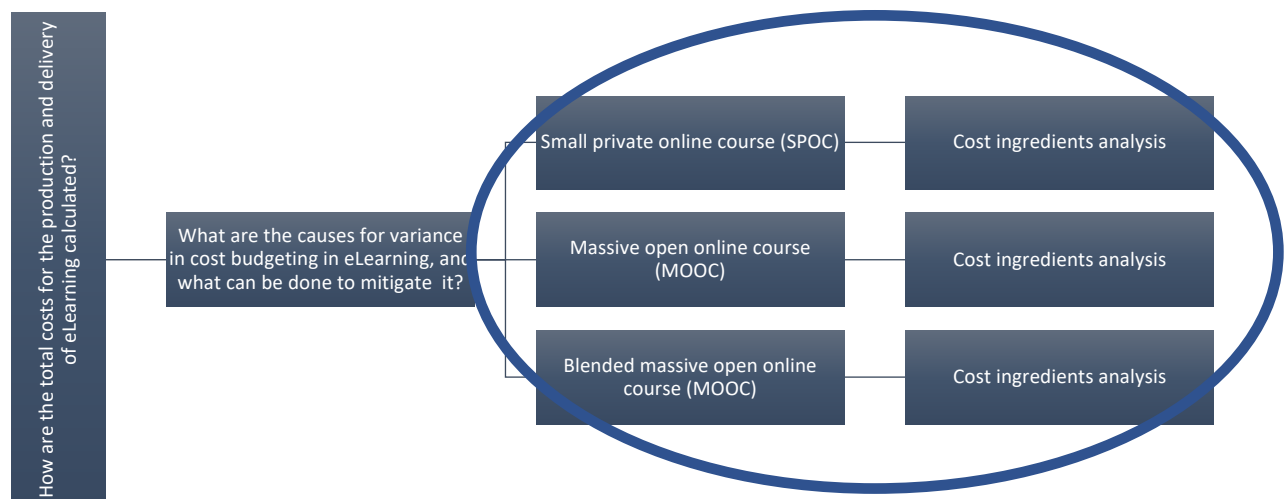 How are the total costs for the production and delivery
of eLearning calculated?
What are the causes for variance
in cost budgeting in eLearning, and
what can be done to mitigate  it?
Small private online course (SPOC)
Cost ingredients analysis
Massive open online course
(MOOC)
Cost ingredients analysis
Blended massive open online
course (MOOC)
Cost ingredients analysis